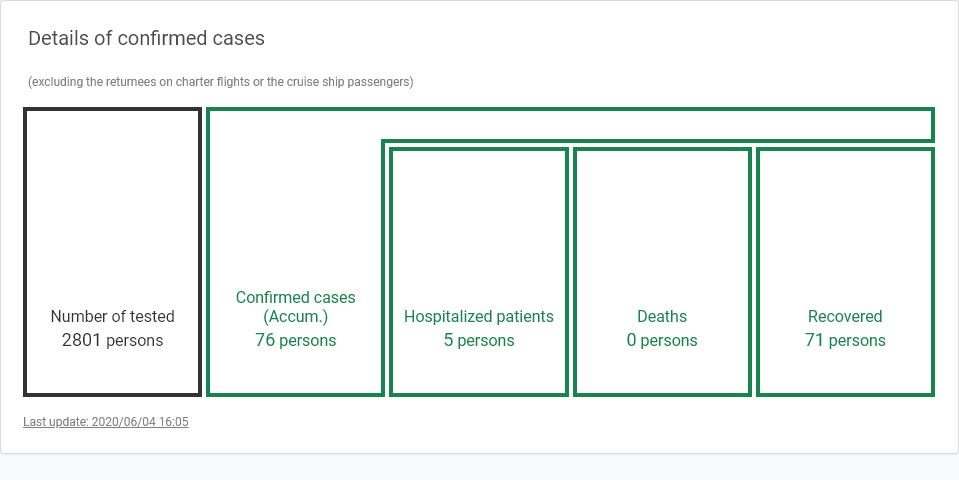 Details of confirmed cases
(excluding the returnees on charter flights or the cruise ship passengers)
Number of tested
2801 persons
Confirmed cases
(Accum.)
76 persons
Hospitalized patients
5 persons
Deaths
0 persons
Recovered
71 persons
Last update: 2020/06/04 16:05